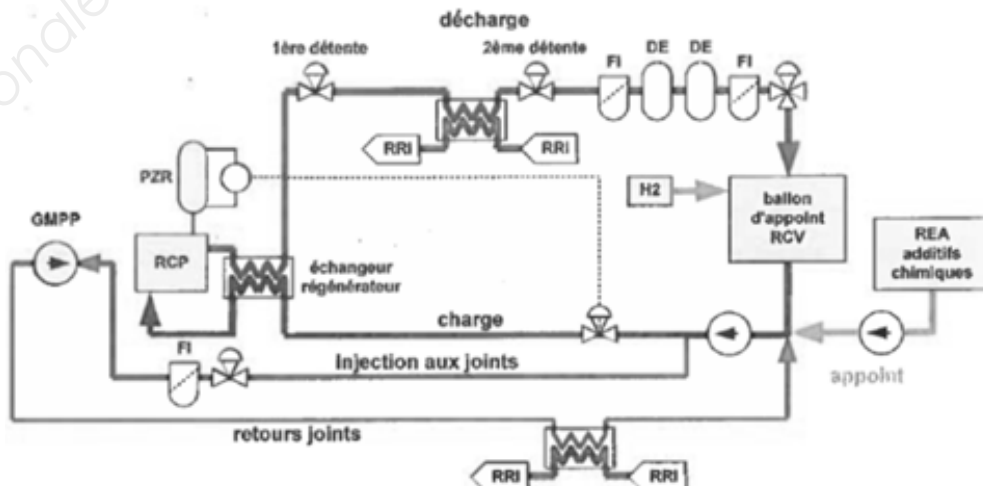 onale
décharge
1ère détente
2ème détente
FI
DE
DE
FI
RRI
RRI
PZR
H2
ballon
d'appoint
RCV
GMPP
RCP
REA
additifs
chimiques
échangeur
régénérateur
charge
FI
Injection aux joints
appoint
retours joints
RRI
RRI